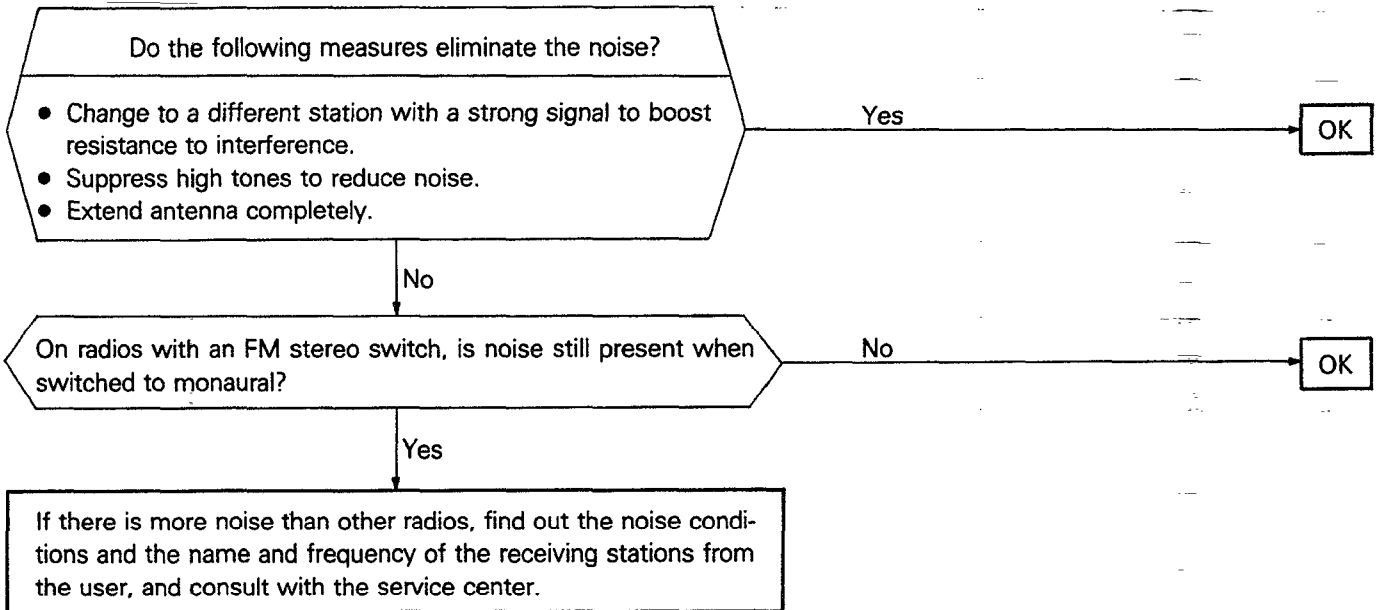 Do the following measures eliminate the noise?
● Change to a different station with a strong signal to boost
resistance to interference.
● Suppress high tones to reduce noise.
● Extend antenna completely.
Yes
OK
No
On radios with an FM stereo switch, is noise still present when
switched to monaural?
No
OK
Yes
If there is more noise than other radios, find out the noise condi-
tions and the name and frequency of the receiving stations from
the user, and consult with the service center.